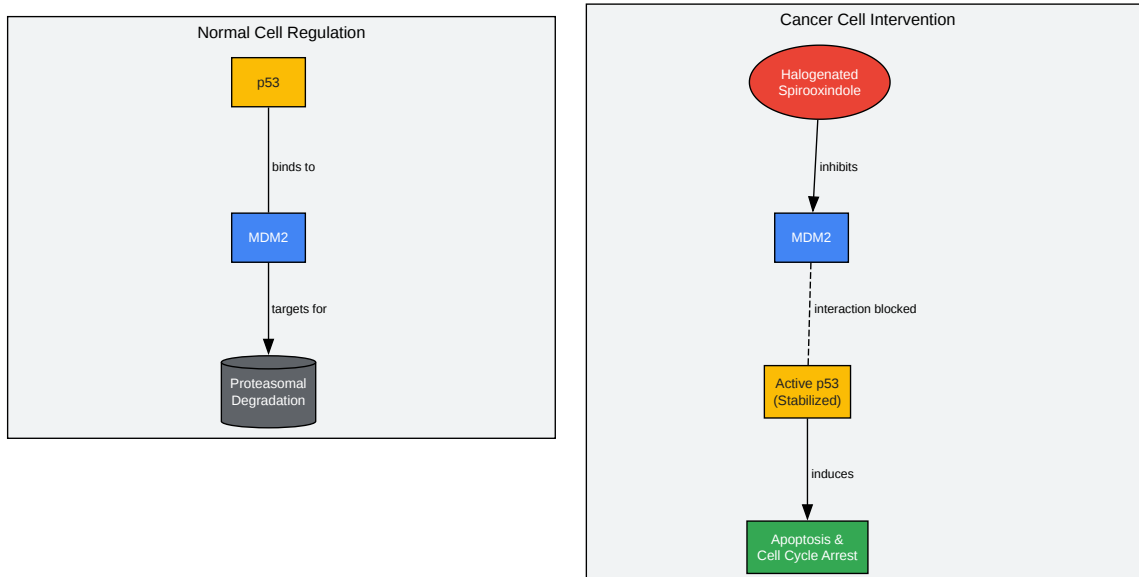 Normal Cell Regulation
p53
binds to
MDM2
targets for
Proteasomal
Degradation
Cancer Cell Intervention
Halogenated
Spirooxindole
inhibits
MDM2
interaction blocked
Active p53
(Stabilized)
induces
Apoptosis &
Cell Cycle Arrest